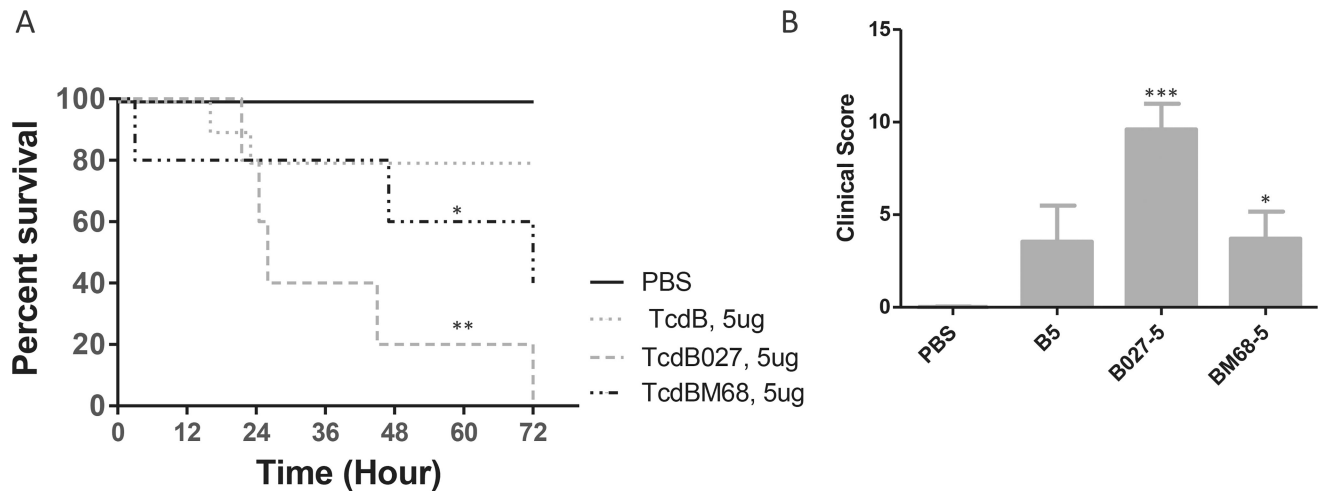 A
Percent survival
100
80
60
40
20
0
*
**
0 12 24 36 48 60 72
Time (Hour)
PBS
TcdB, 5ug
TcdB027, 5ug
TcdBM68, 5ug
B
Clinical Score
15
10
5
0
***
*
PBS
B5
B027-5
BM68-5